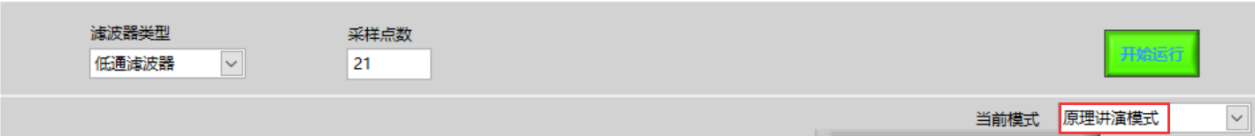 滤波器类型
采样点数
低通滤波器
21
开始运行
当前模式
原理讲演模式